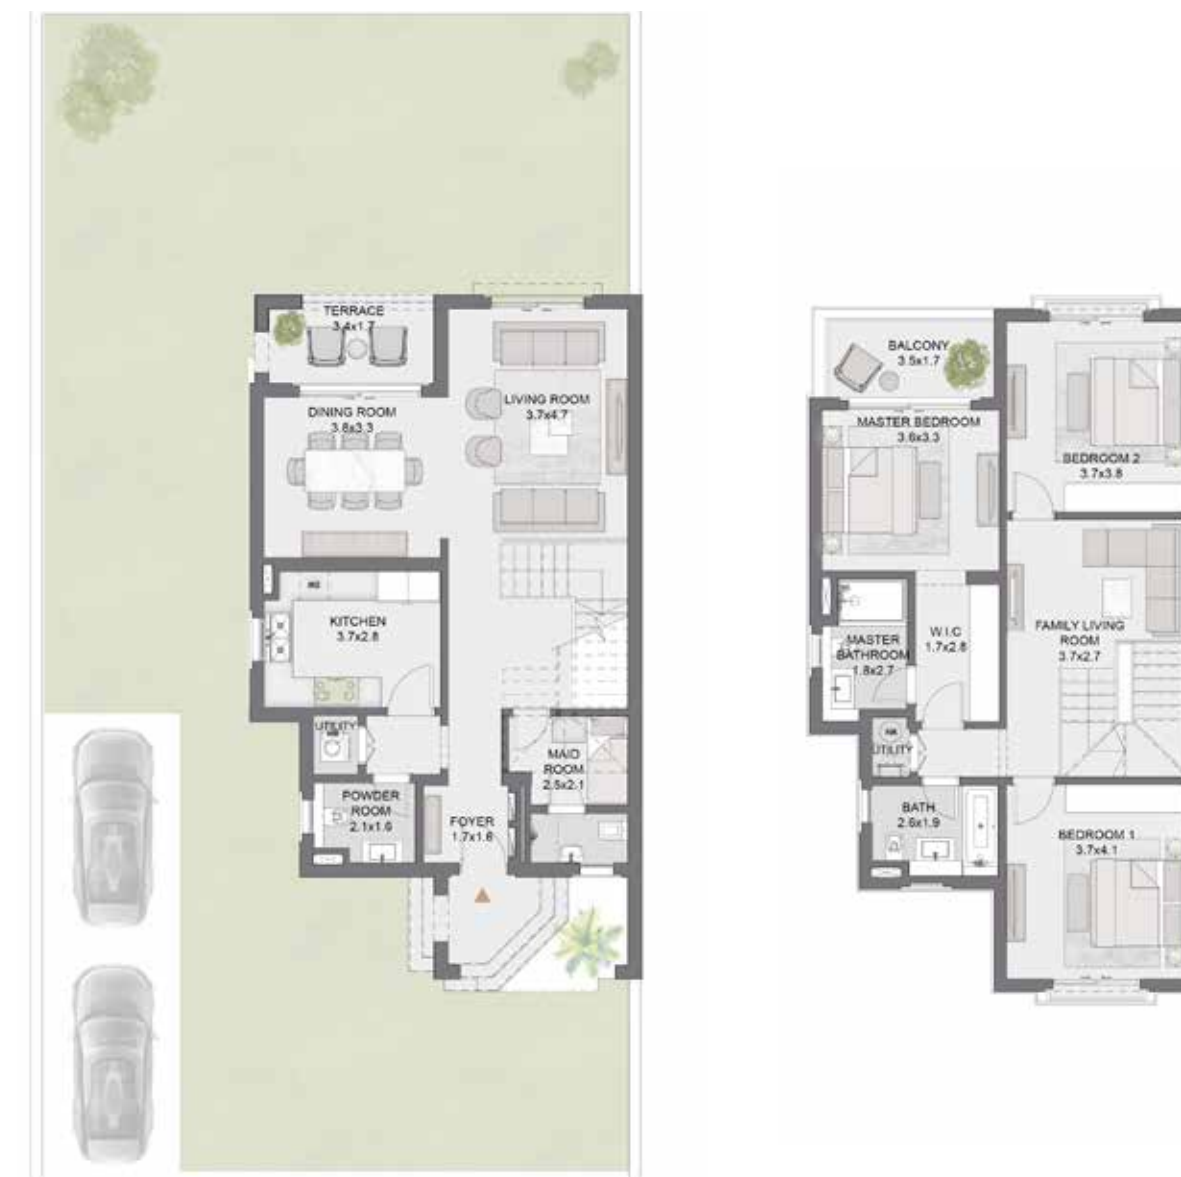 TERRACE
3.4x1.7
LIVING ROOM
3.7x4.7
DINING ROOM
3.8x3.3
KITCHEN
3.7x2.8
UTILITY
MAID
ROOM
2.5x2.1
POWDER
ROOM
2.1x1.6
FOYER
1.7x1.6
BALCONY
3.5x1.7
MASTER BEDROOM
3.6x3.3
BEDROOM 2
3.7x3.8
MASTER
BATHROOM
1.8x2.7
W.I.C
1.7x2.8
FAMILY LIVING
ROOM
3.7x2.7
UTILITY
BATH
2.6x1.9
BEDROOM 1
3.7x4.1